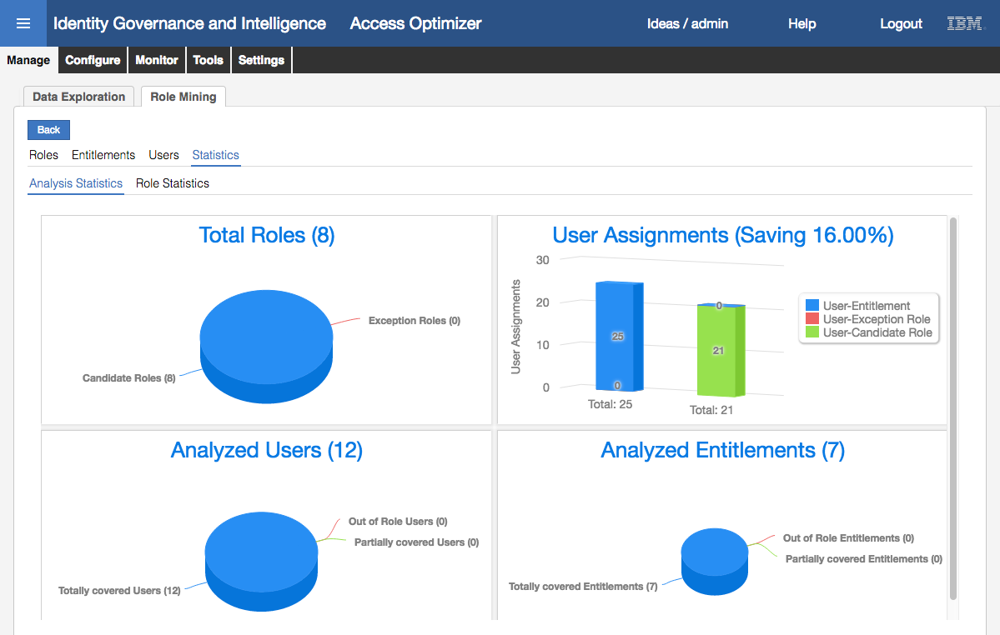 Identity Governance and Intelligence Access Optimizer Ideas / admin Help Logout IBM
Manage Configure Monitor Tools Settings
Data Exploration Role Mining
Back
Roles Entitlements Users Statistics
Analysis Statistics Role Statistics
Total Roles (8)
Exception Roles (0)
Candidate Roles (8)
User Assignments (Saving 16.00%)
User Assignments
30
20
10
0
25
0
0
21
Total: 25
Total: 21
User-Entitlement
User-Exception Role
User-Candidate Role
Analyzed Users (12)
Out of Role Users (0)
Partially covered Users (0)
Totally covered Users (12)
Analyzed Entitlements (7)
Out of Role Entitlements (0)
Partially covered Entitlements (0)
Totally covered Entitlements (7)